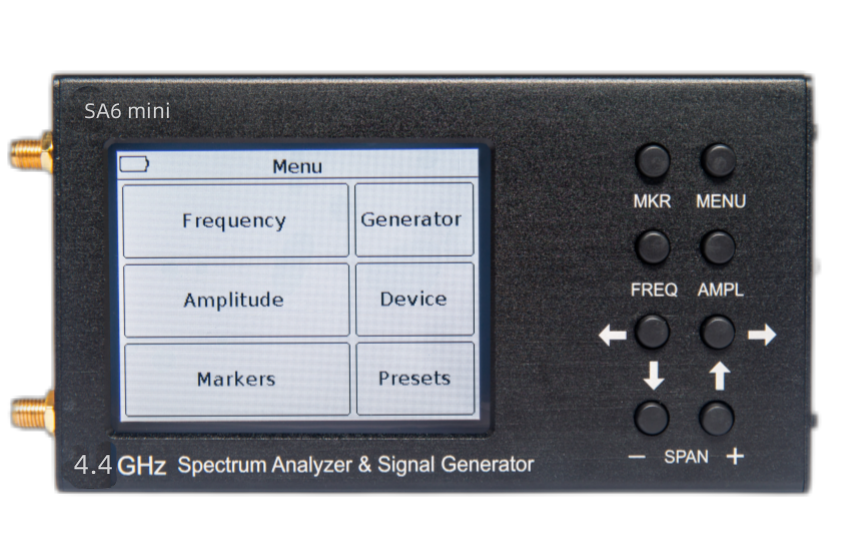 SA6 mini
Menu
Frequency
Generator
Amplitude
Device
Markers
Presets
MKR MENU
FREQ AMPL
− SPAN +
4.4 GHz Spectrum Analyzer & Signal Generator